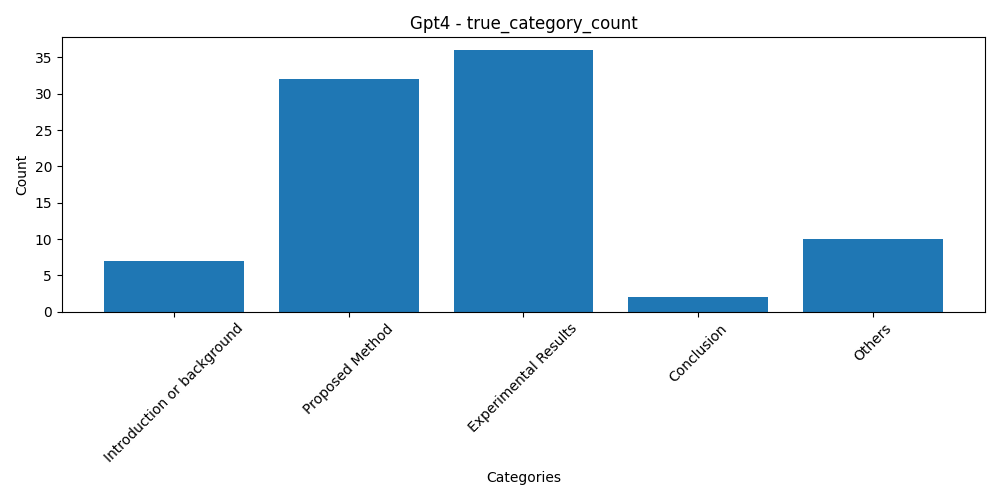 Gpt4 - true_category_count
Count
35
30
25
20
15
10
5
0
Introduction or background
Proposed Method
Experimental Results
Conclusion
Others
Categories